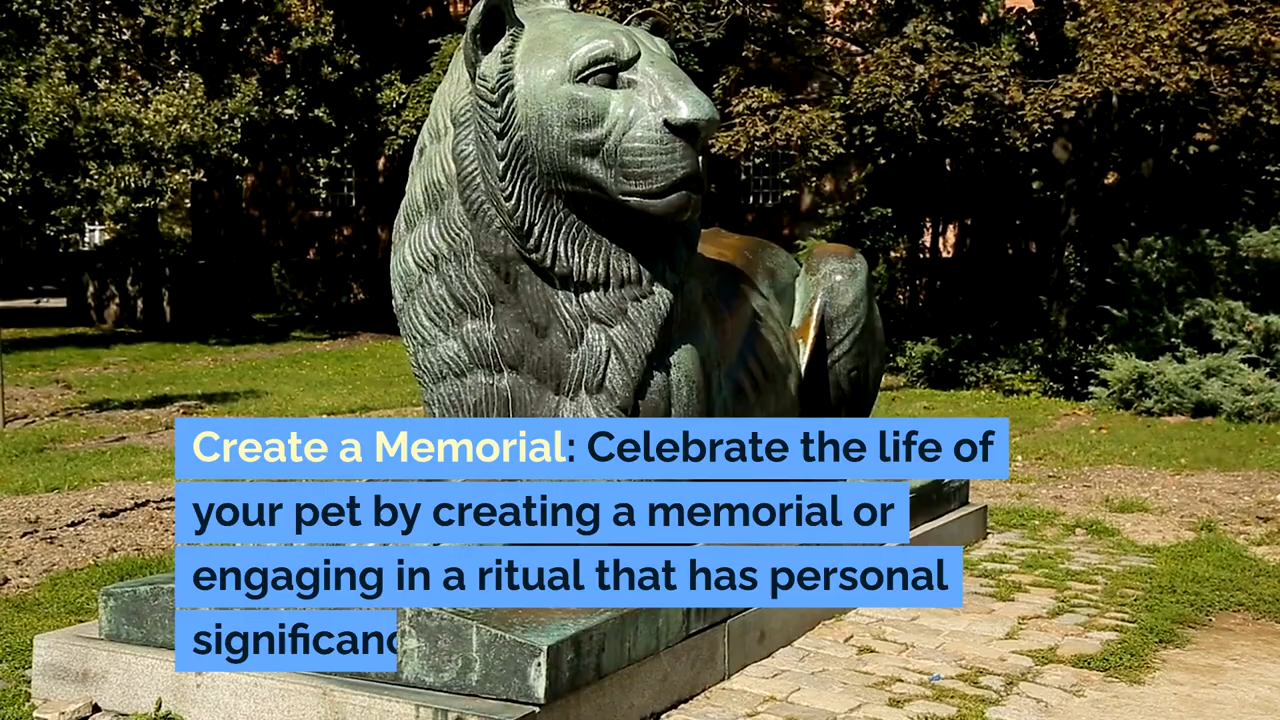 Create a Memorial: Celebrate the life of
your pet by creating a memorial or
engaging in a ritual that has personal
significanc